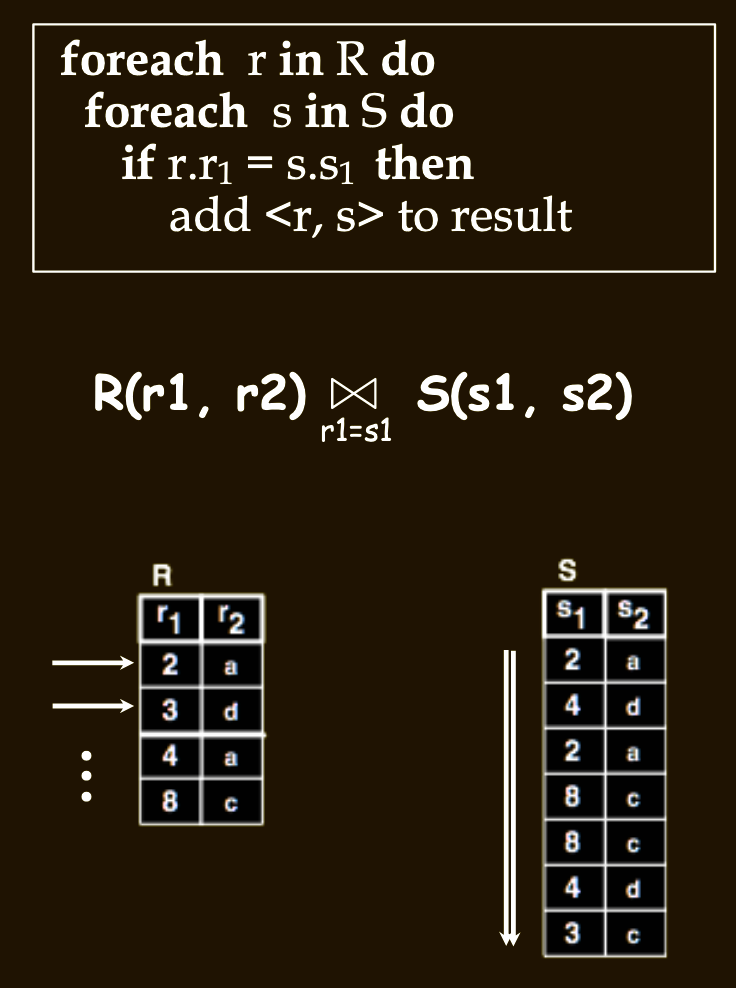 foreach r in R do
foreach s in S do
if r.r₁ = s.s₁ then
add <r, s> to result
R(r1, r2) ⋈ S(s1, s2)
r1=s1
R
r₁ r₂
2 a
3 d
4 a
8 c
S
s₁ s₂
2 a
4 d
2 a
8 c
8 c
4 d
3 c